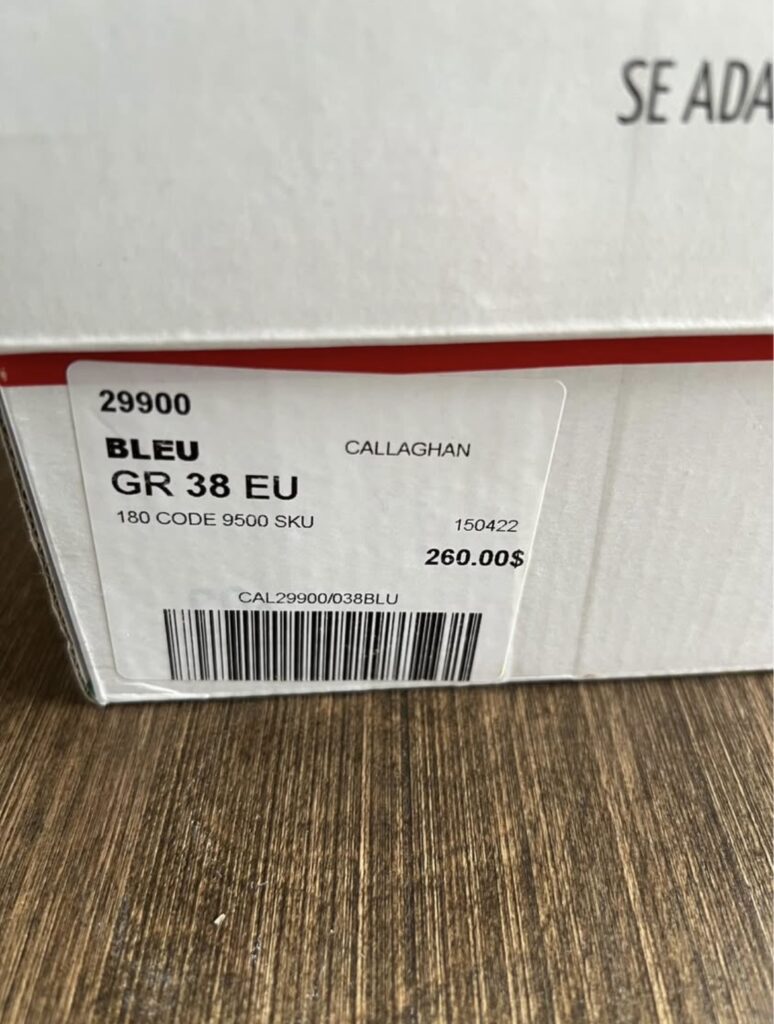 SE ADA
29900
BLEU CALLAGHAN
GR 38 EU
180 CODE 9500 SKU 150422
260.00$
CAL29900/038BLU